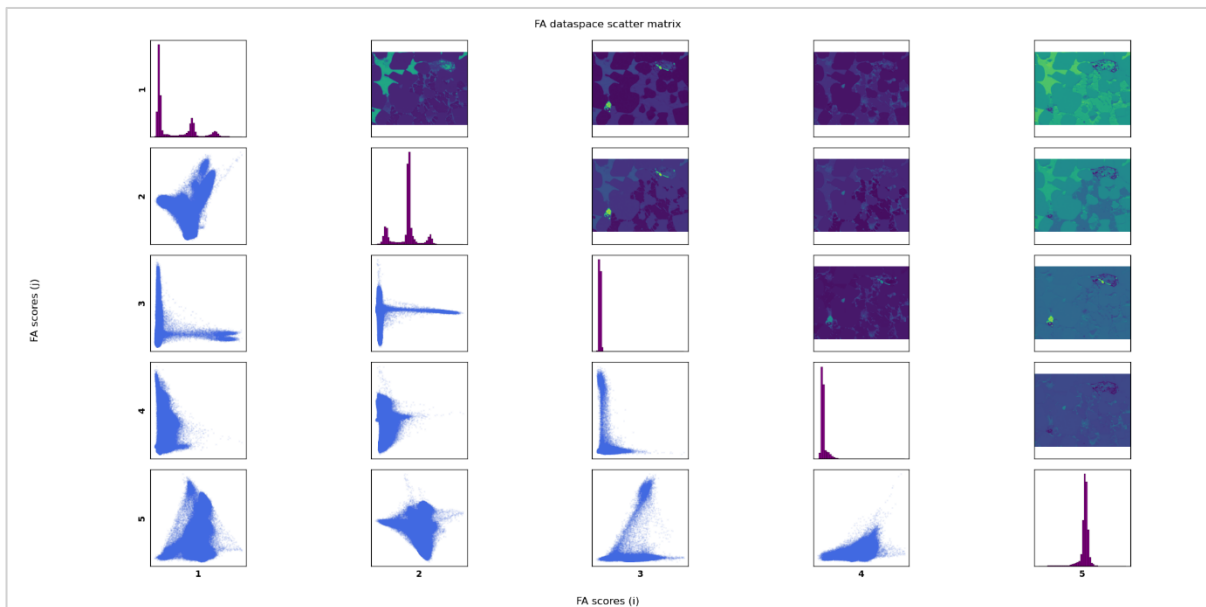 FA dataspace scatter matrix
1
2
3
4
5
FA scores (j)
1 2 3 4 5
FA scores (i)